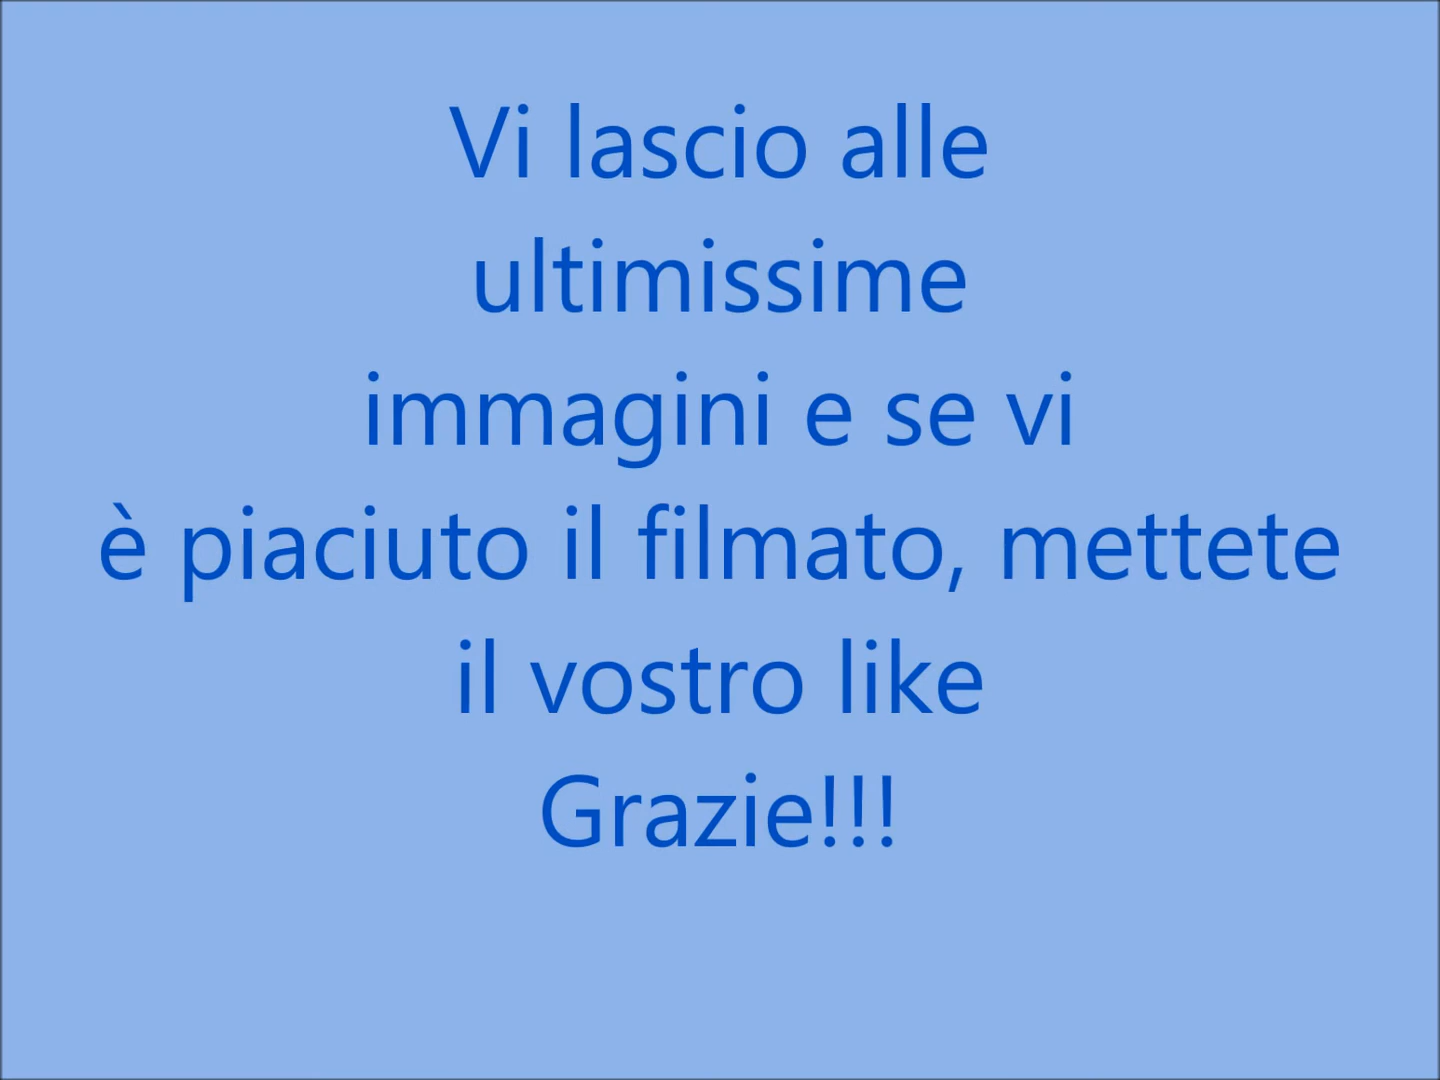 Vi lascio alle
ultimissime
immagini e se vi
è piaciuto il filmato, mettete
il vostro like
Grazie!!!